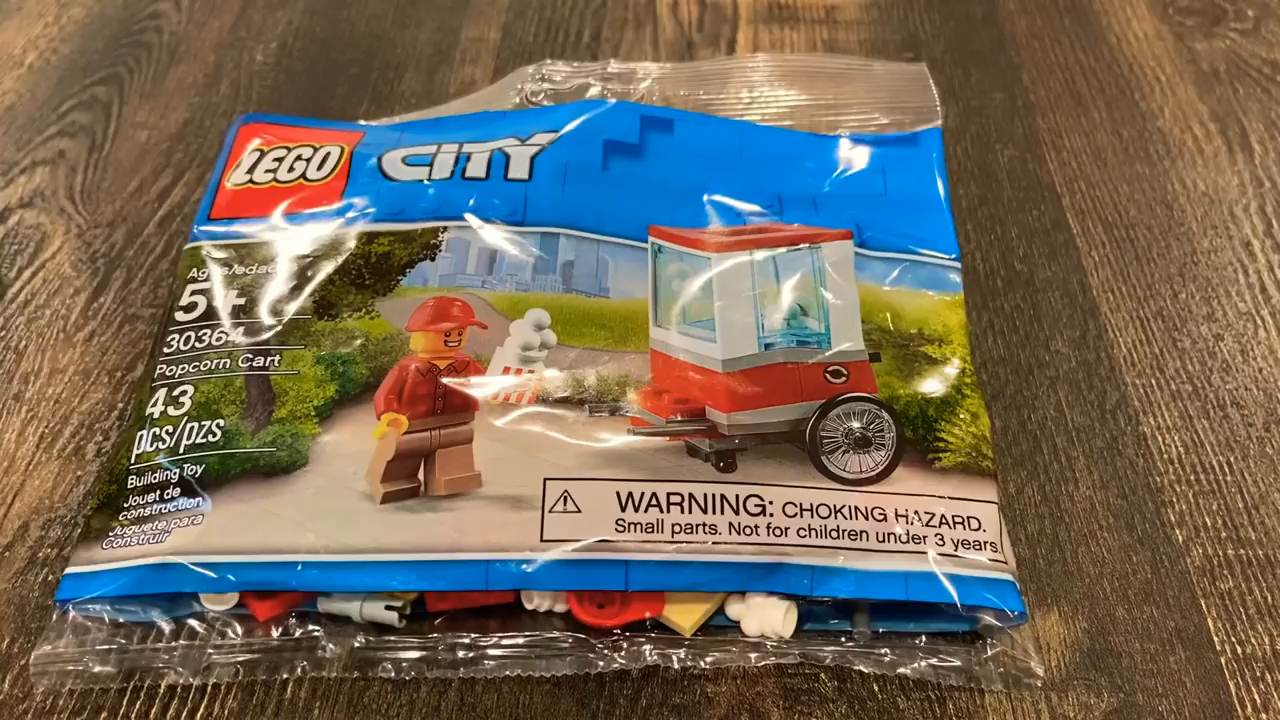 LEGO CITY
Ages/edades
5+
30364
Popcorn Cart
43
pcs/pzs
Building Toy
Jouet de
construction
Juguete para
Construir
WARNING: CHOKING HAZARD.
Small parts. Not for children under 3 years.